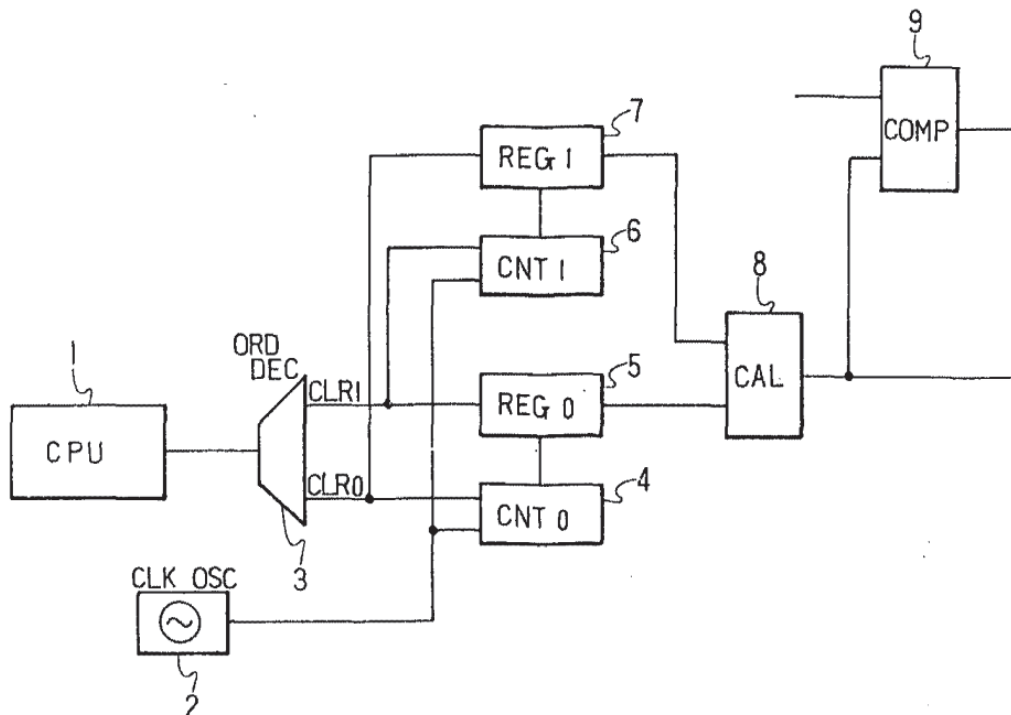 9
COMP
7
REG 1
6
CNT 1
8
CAL
ORD
DEC
1
CPU
CLR1
5
REG 0
CLR0
4
CNT 0
3
CLK OSC
2